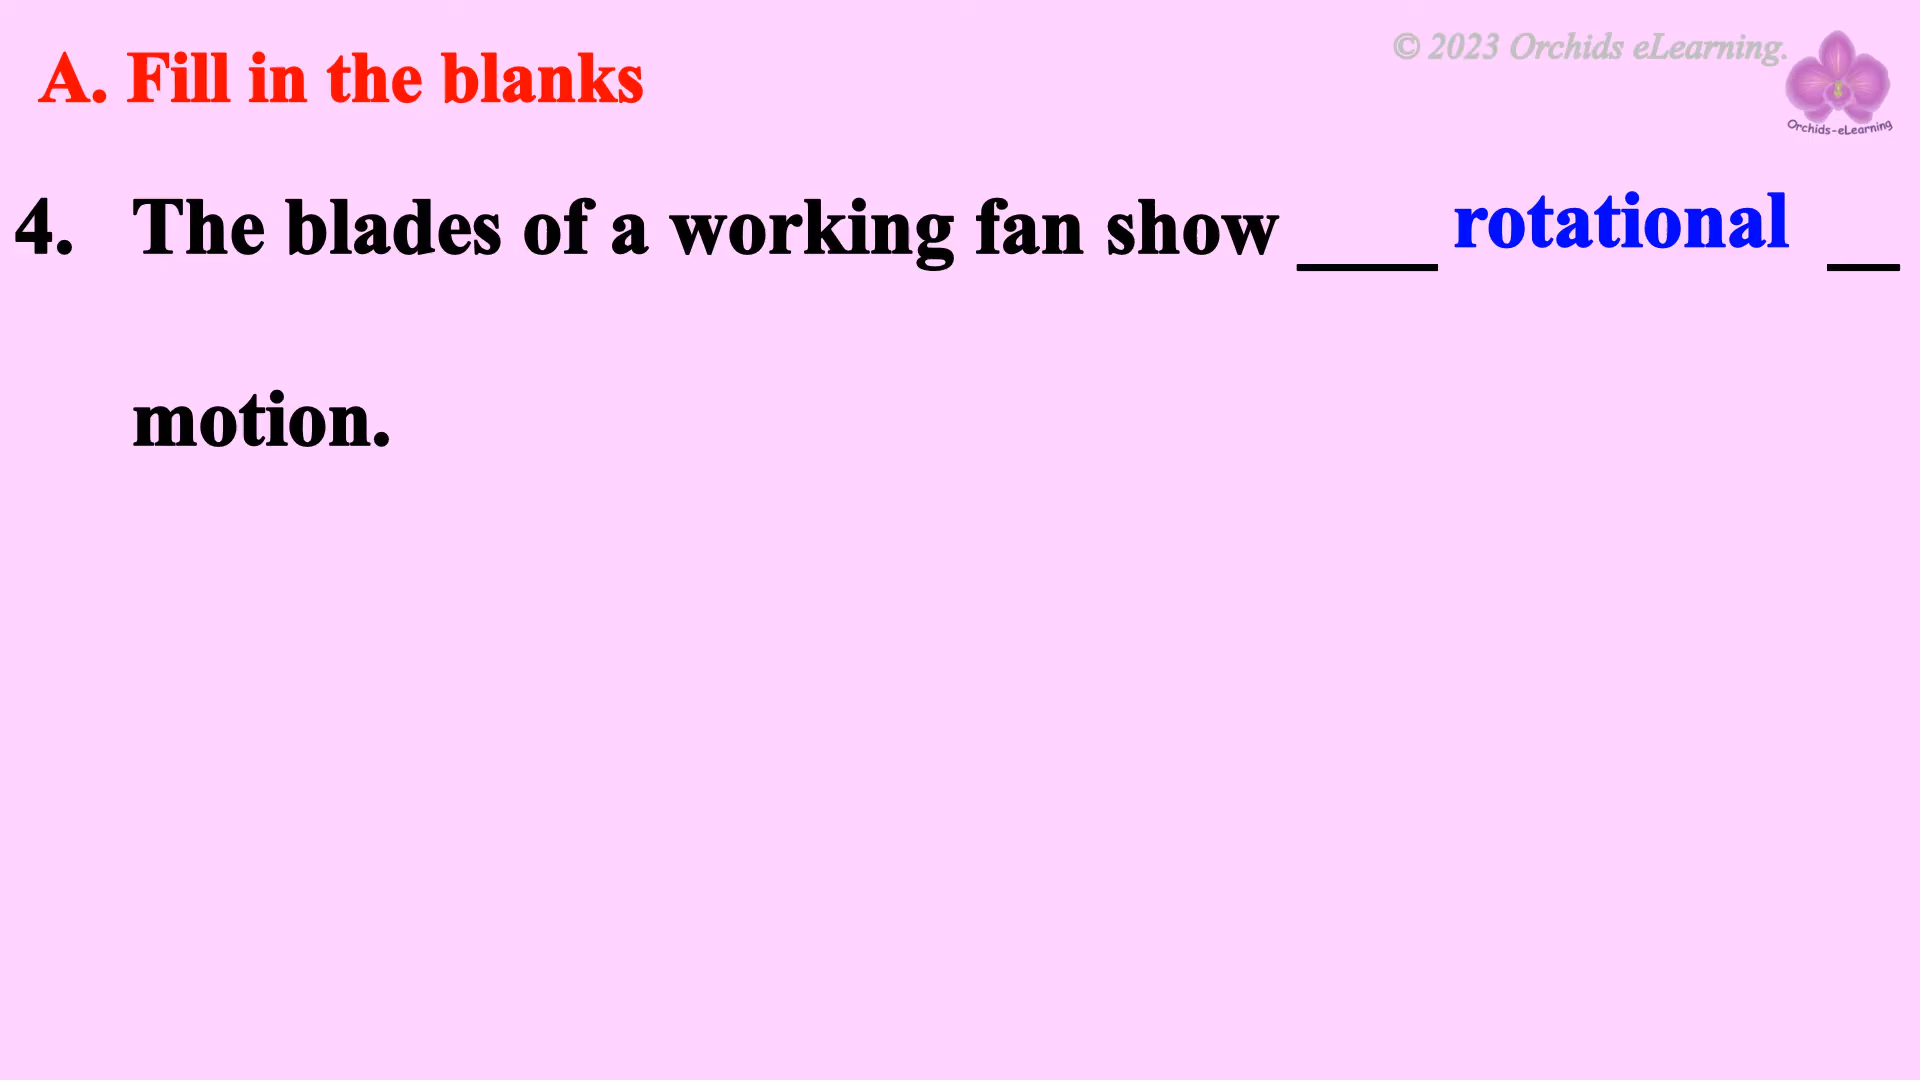 © 2023 Orchids eLearning.
A. Fill in the blanks
Orchids-eLearning
4. The blades of a working fan show ____ rotational __
motion.